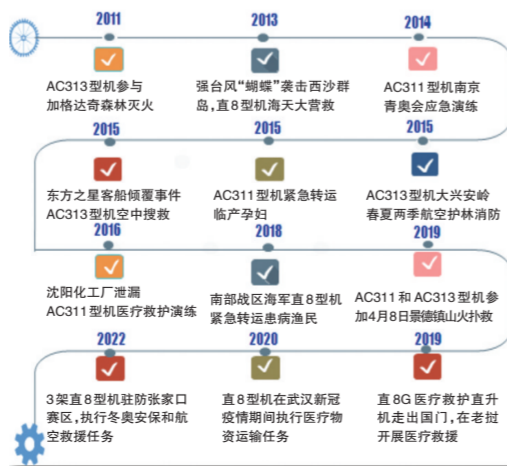 2011
AC313型机参与
加格达奇森林灭火
2013
强台风“蝴蝶”袭击西沙群
岛,直8型机海天大营救
2014
AC311型机南京
青奥会应急演练
2015
东方之星客船倾覆事件
AC313型机空中搜救
2015
AC311型机紧急转运
临产孕妇
2015
AC313型机大兴安岭
春夏两季航空护林消防
2016
沈阳化工厂泄漏
AC311型机医疗救护演练
2018
南部战区海军直8型机
紧急转运患病渔民
2019
AC311和AC313型机参
加4月8日景德镇山火扑救
2022
3架直8型机驻防张家口
赛区,执行冬奥安保和航
空救援任务
2020
直8型机在武汉新冠
疫情期间执行医疗物
资运输任务
2019
直8G医疗救护直升
机走出国门,在老挝
开展医疗救援